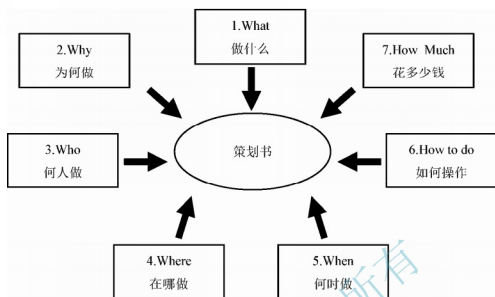 1.What
做什么
2.Why
为何做
7.How Much
花多少钱
策划书
3.Who
何人做
6.How to do
如何操作
4.Where
在哪做
5.When
何时做
所有